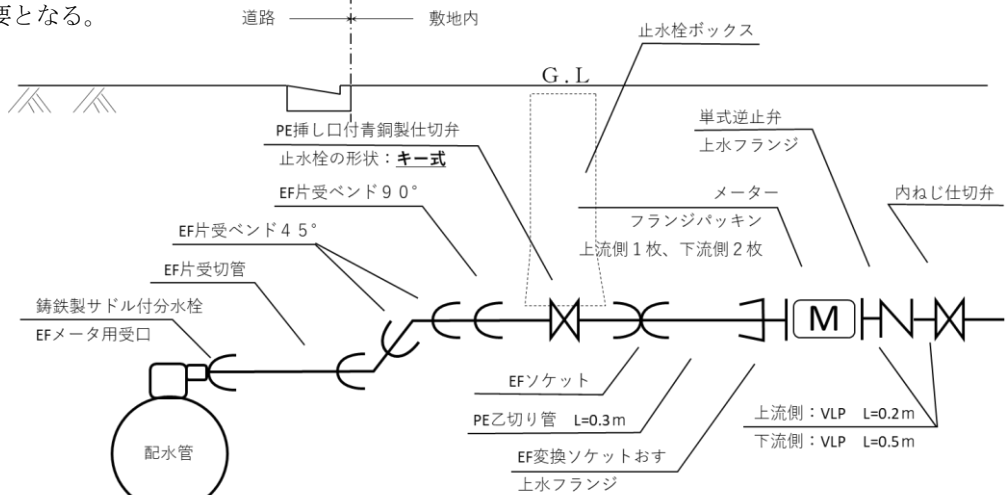 要となる。
道路
敷地内
止水栓ボックス
G.L
PE挿し口付青銅製仕切弁
止水栓の形状：キー式
単式逆止弁
上水フランジ
EF片受ベンド９０°
メーター
フランジパッキン
上流側１枚、下流側２枚
内ねじ仕切弁
EF片受ベンド４５°
EF片受切管
鋳鉄製サドル付分水栓
EFメータ用受口
M
EFソケット
PE乙切り管　L=0.3ｍ
上流側：VLP　L=0.2ｍ
下流側：VLP　L=0.5ｍ
配水管
EF変換ソケットおす
上水フランジ